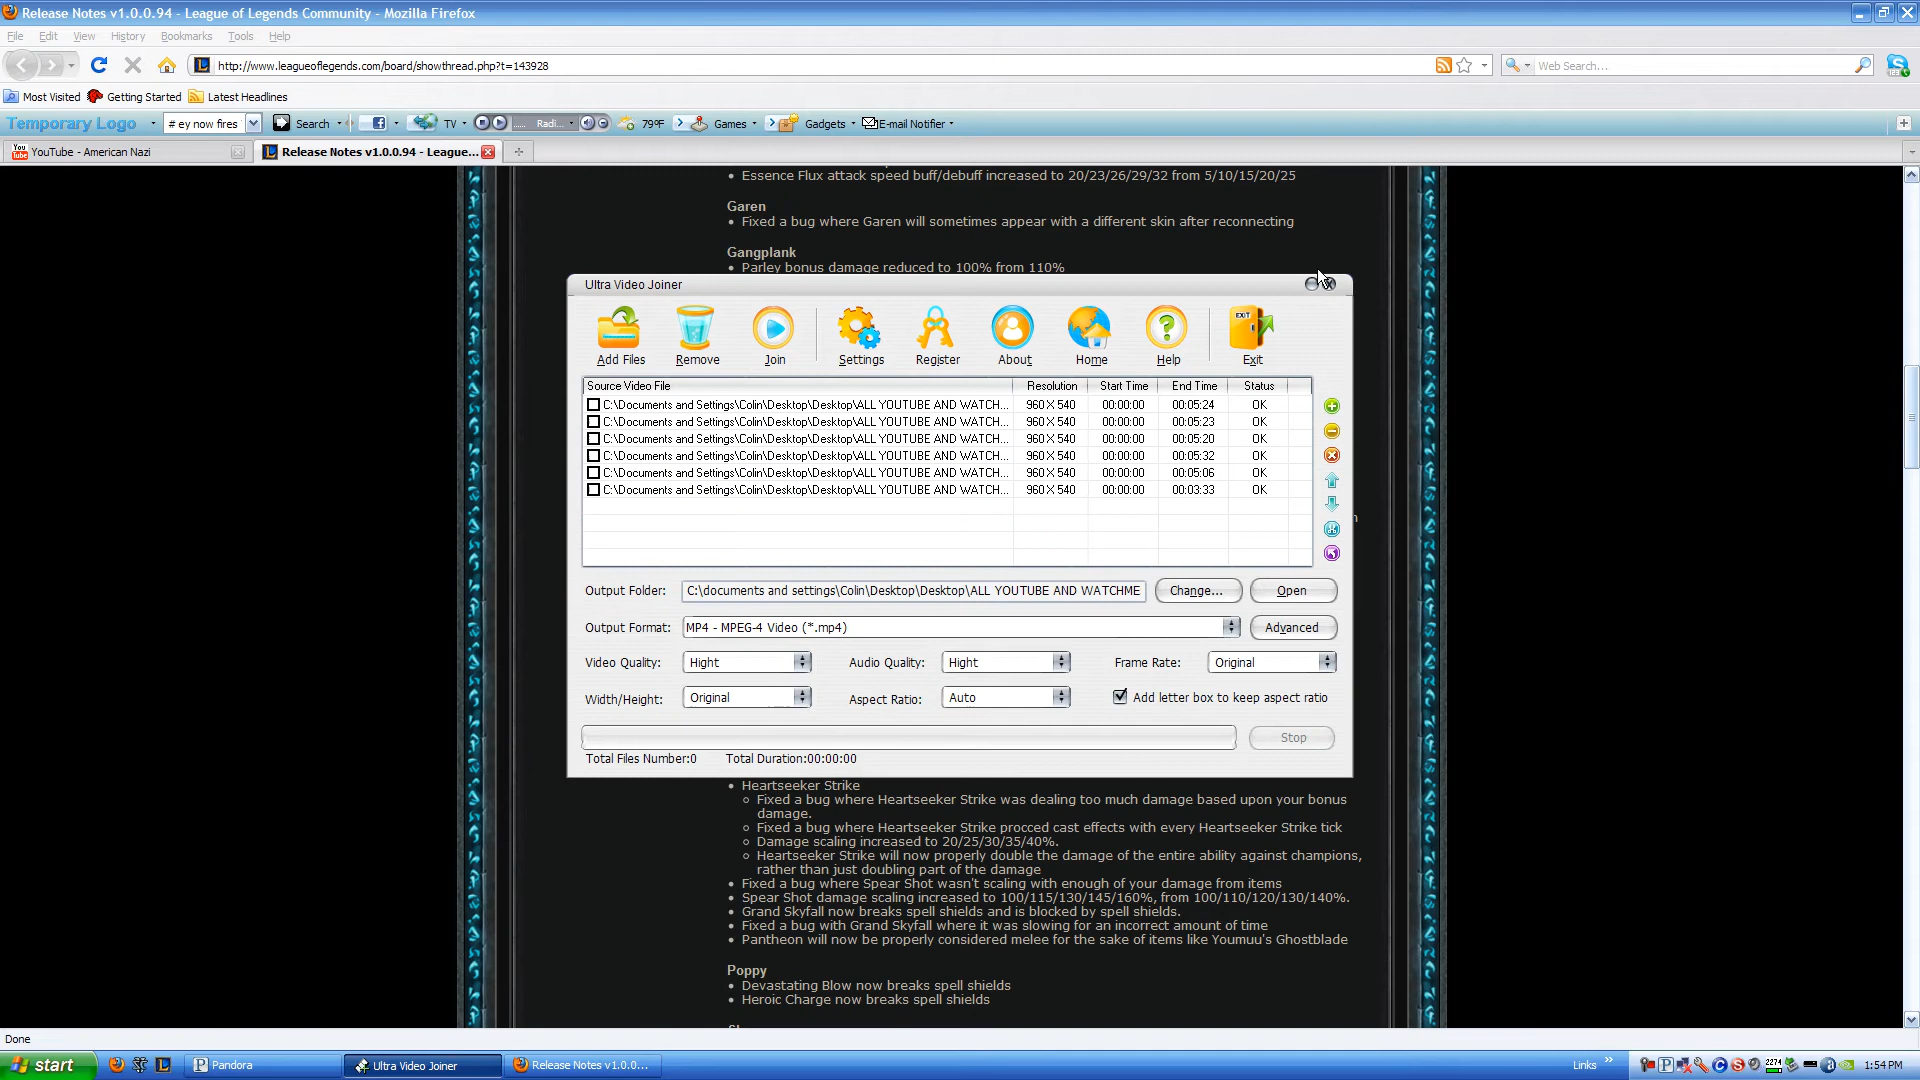 Release Notes v1.0.0.94 - League of Legends Community - Mozilla Firefox
File Edit View History Bookmarks Tools Help
http://www.leagueoflegends.com/board/showthread.php?t=143928
Web Search...
Most Visited Getting Started Latest Headlines
Temporary Logo # ey now fires Search TV Radi... 79°F Games Gadgets E-mail Notifier
YouTube - American Nazi
Release Notes v1.0.0.94 - League...
Essence Flux attack speed buff/debuff increased to 20/23/26/29/32 from 5/10/15/20/25
Garen
Fixed a bug where Garen will sometimes appear with a different skin after reconnecting
Gangplank
Parley bonus damage reduced to 100% from 110%
Ultra Video Joiner
EXIT
Add Files Remove Join Settings Register About Home Help Exit
Source Video File Resolution Start Time End Time Status
C:\Documents and Settings\Colin\Desktop\Desktop\ALL YOUTUBE AND WATCH... 960 X 540 00:00:00 00:05:24 OK
C:\Documents and Settings\Colin\Desktop\Desktop\ALL YOUTUBE AND WATCH... 960 X 540 00:00:00 00:05:23 OK
C:\Documents and Settings\Colin\Desktop\Desktop\ALL YOUTUBE AND WATCH... 960 X 540 00:00:00 00:05:20 OK
C:\Documents and Settings\Colin\Desktop\Desktop\ALL YOUTUBE AND WATCH... 960 X 540 00:00:00 00:05:32 OK
C:\Documents and Settings\Colin\Desktop\Desktop\ALL YOUTUBE AND WATCH... 960 X 540 00:00:00 00:05:06 OK
C:\Documents and Settings\Colin\Desktop\Desktop\ALL YOUTUBE AND WATCH... 960 X 540 00:00:00 00:03:33 OK
Output Folder: C:\documents and settings\Colin\Desktop\Desktop\ALL YOUTUBE AND WATCHME Change... Open
Output Format: MP4 - MPEG-4 Video (*.mp4) Advanced
Video Quality: Hight Audio Quality: Hight Frame Rate: Original
Width/Height: Original Aspect Ratio: Auto Add letter box to keep aspect ratio
Stop
Total Files Number:0 Total Duration:00:00:00
Heartseeker Strike
Fixed a bug where Heartseeker Strike was dealing too much damage based upon your bonus
damage.
Fixed a bug where Heartseeker Strike procced cast effects with every Heartseeker Strike tick
Damage scaling increased to 20/25/30/35/40%.
Heartseeker Strike will now properly double the damage of the entire ability against champions,
rather than just doubling part of the damage
Fixed a bug where Spear Shot wasn't scaling with enough of your damage from items
Spear Shot damage scaling increased to 100/115/130/145/160%, from 100/110/120/130/140%.
Grand Skyfall now breaks spell shields and is blocked by spell shields.
Fixed a bug with Grand Skyfall where it was slowing for an incorrect amount of time
Pantheon will now be properly considered melee for the sake of items like Youmuu's Ghostblade
Poppy
Devastating Blow now breaks spell shields
Heroic Charge now breaks spell shields
Done
start Pandora Ultra Video Joiner Release Notes v1.0.0... Links 2274 1:54 PM